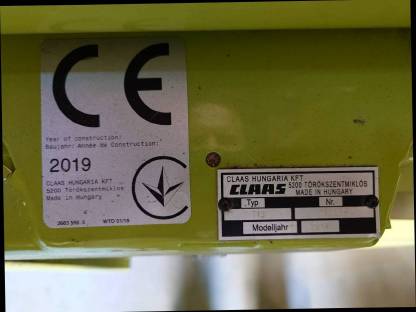 CE
Year of construction:
Baujahr: Année de Construction:
2019
CLAAS HUNGARIA KFT
5200 Törökszentmiklós
Made in Hungary
CLAAS HUNGARIA KFT
CLAAS 5200 TÖRÖKSZENTMIKLÓS
MADE IN HUNGARY
Typ Nr.
Modelljahr